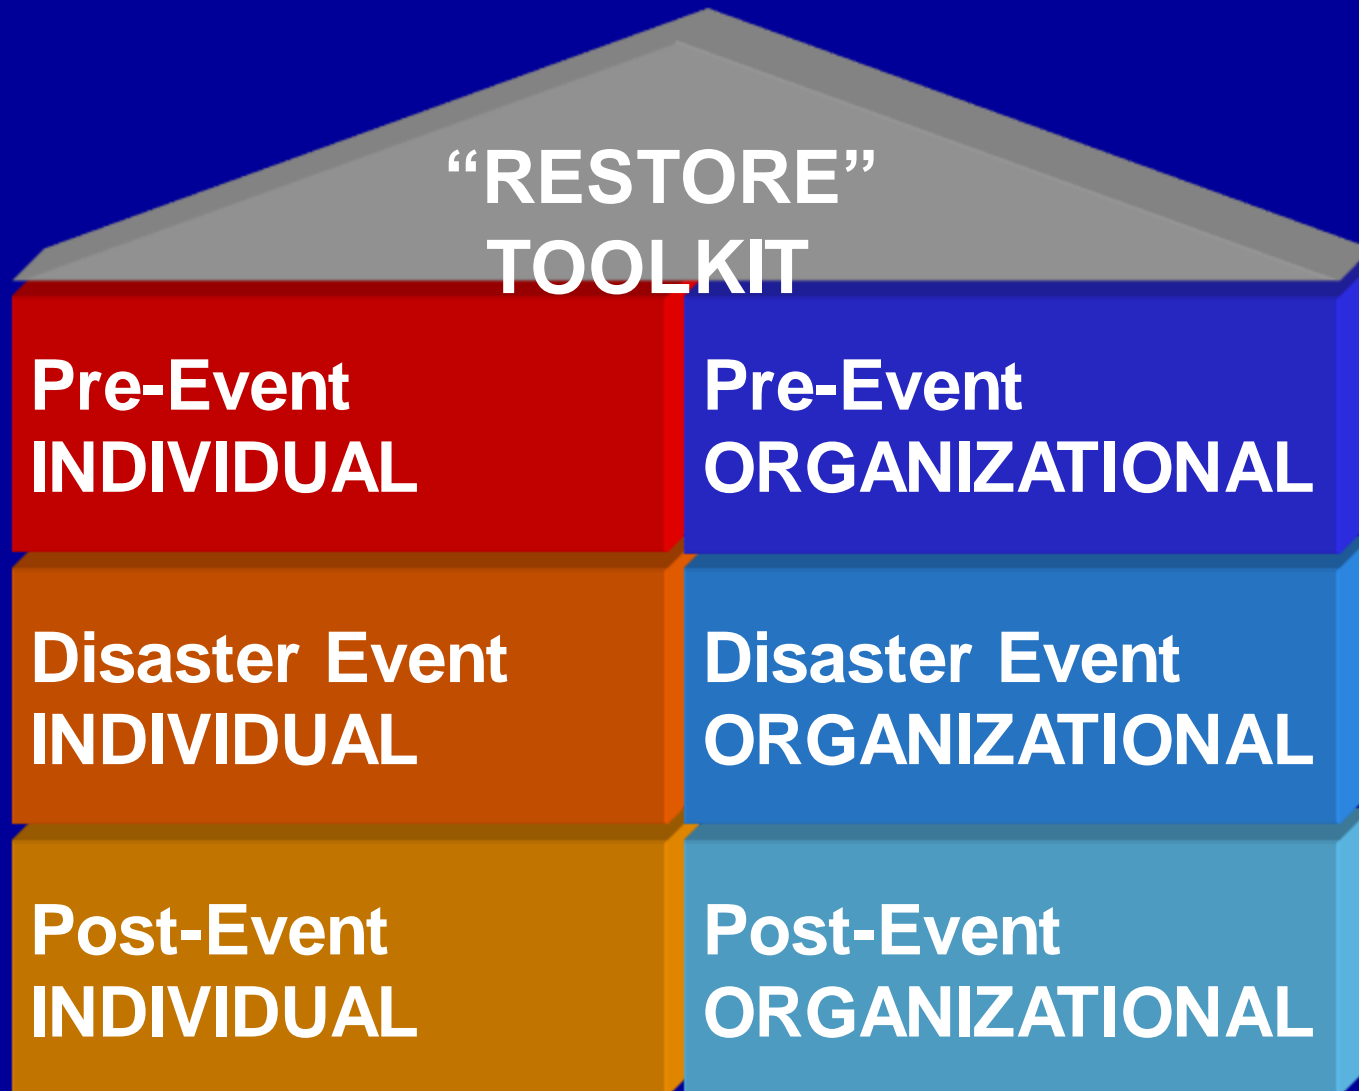 “RESTORE”
TOOLKIT
Pre-Event
INDIVIDUAL
Pre-Event
ORGANIZATIONAL
Disaster Event
INDIVIDUAL
Disaster Event
ORGANIZATIONAL
Post-Event
INDIVIDUAL
Post-Event
ORGANIZATIONAL